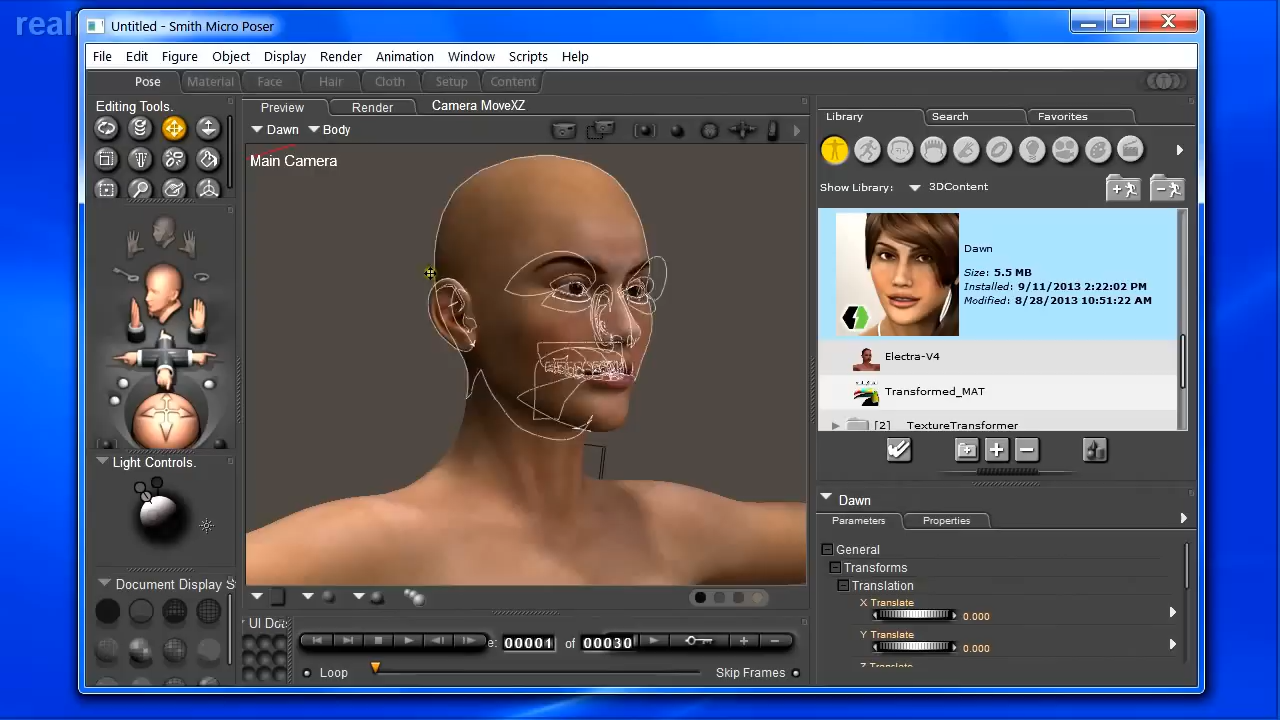 real
Untitled - Smith Micro Poser
File Edit Figure Object Display Render Animation Window Scripts Help
Pose Material Face Hair Cloth Setup Content
Editing Tools.
Preview Render Camera MoveXZ
Dawn Body
Main Camera
Library Search Favorites
Show Library: 3DContent
Dawn
Size: 5.5 MB
Installed: 9/11/2013 2:22:02 PM
Modified: 8/28/2013 10:51:22 AM
Electra-V4
Transformed_MAT
[2] TextureTransformer
Light Controls.
Dawn
Parameters Properties
General
Transforms
Translation
X Translate
0.000
Y Translate
0.000
Document Display S
UI Do
e: 00001 of 00030
Loop
Skip Frames